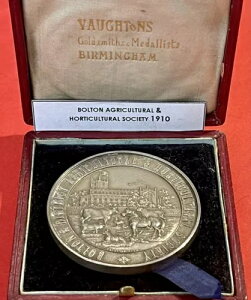 VAUGHTONS
Goldsmiths & Medallists
BIRMINGHAM
BOLTON AGRICULTURAL &
HORTICULTURAL SOCIETY 1910